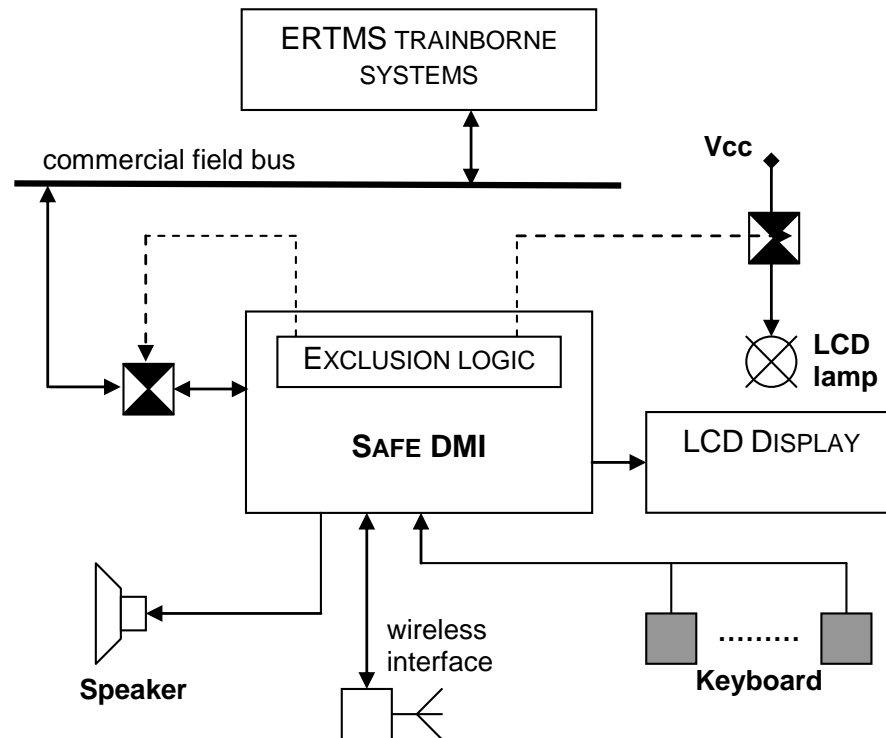 ERTMS TRAINBORNE
SYSTEMS
commercial field bus
Vcc
EXCLUSION LOGIC
LCD
lamp
SAFE DMI
LCD DISPLAY
wireless
interface
.........
Speaker
Keyboard